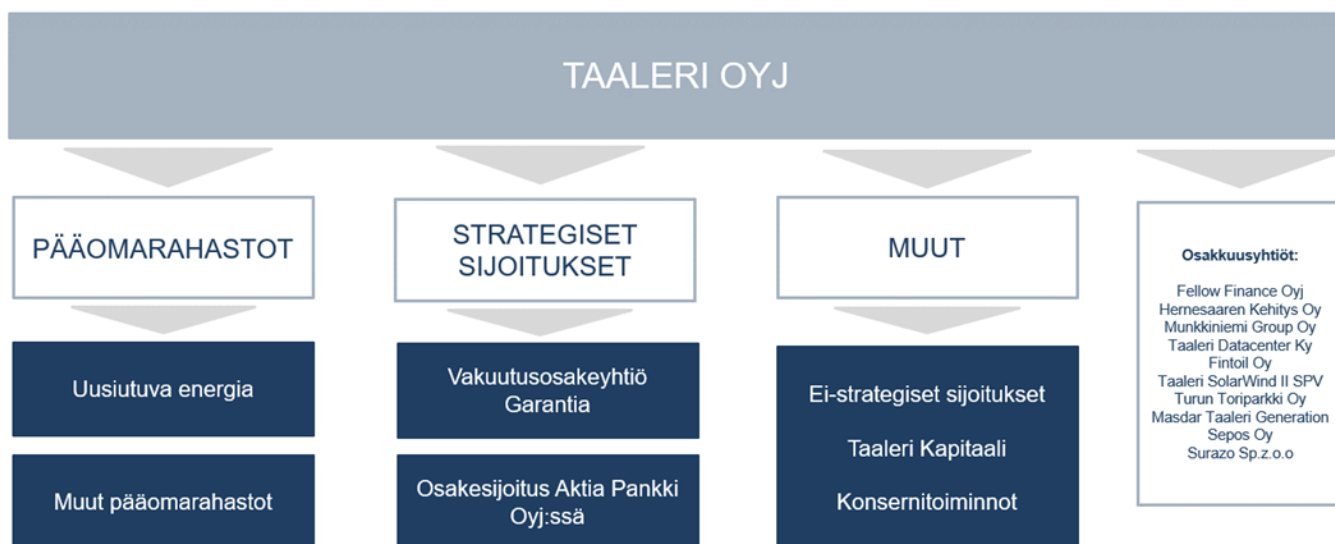 TAALERI OYJ
PÄÄOMARAHASTOT
Uusiutuva energia
Muut pääomarahastot
STRATEGISET
SIJOITUKSET
Vakuutusosakeyhtiö
Garantia
Osakesijoitus Aktia Pankki
Oyj:ssä
MUUT
Ei-strategiset sijoitukset
Taaleri Kapitaali
Konsernitoiminnot
Osakkuusyhtiöt:
Fellow Finance Oyj
Hernesaaren Kehitys Oy
Munkkiniemi Group Oy
Taaleri Datacenter Ky
Fintoil Oy
Taaleri SolarWind II SPV
Turun Toriparkki Oy
Masdar Taaleri Generation
Sepos Oy
Surazo Sp.z.o.o